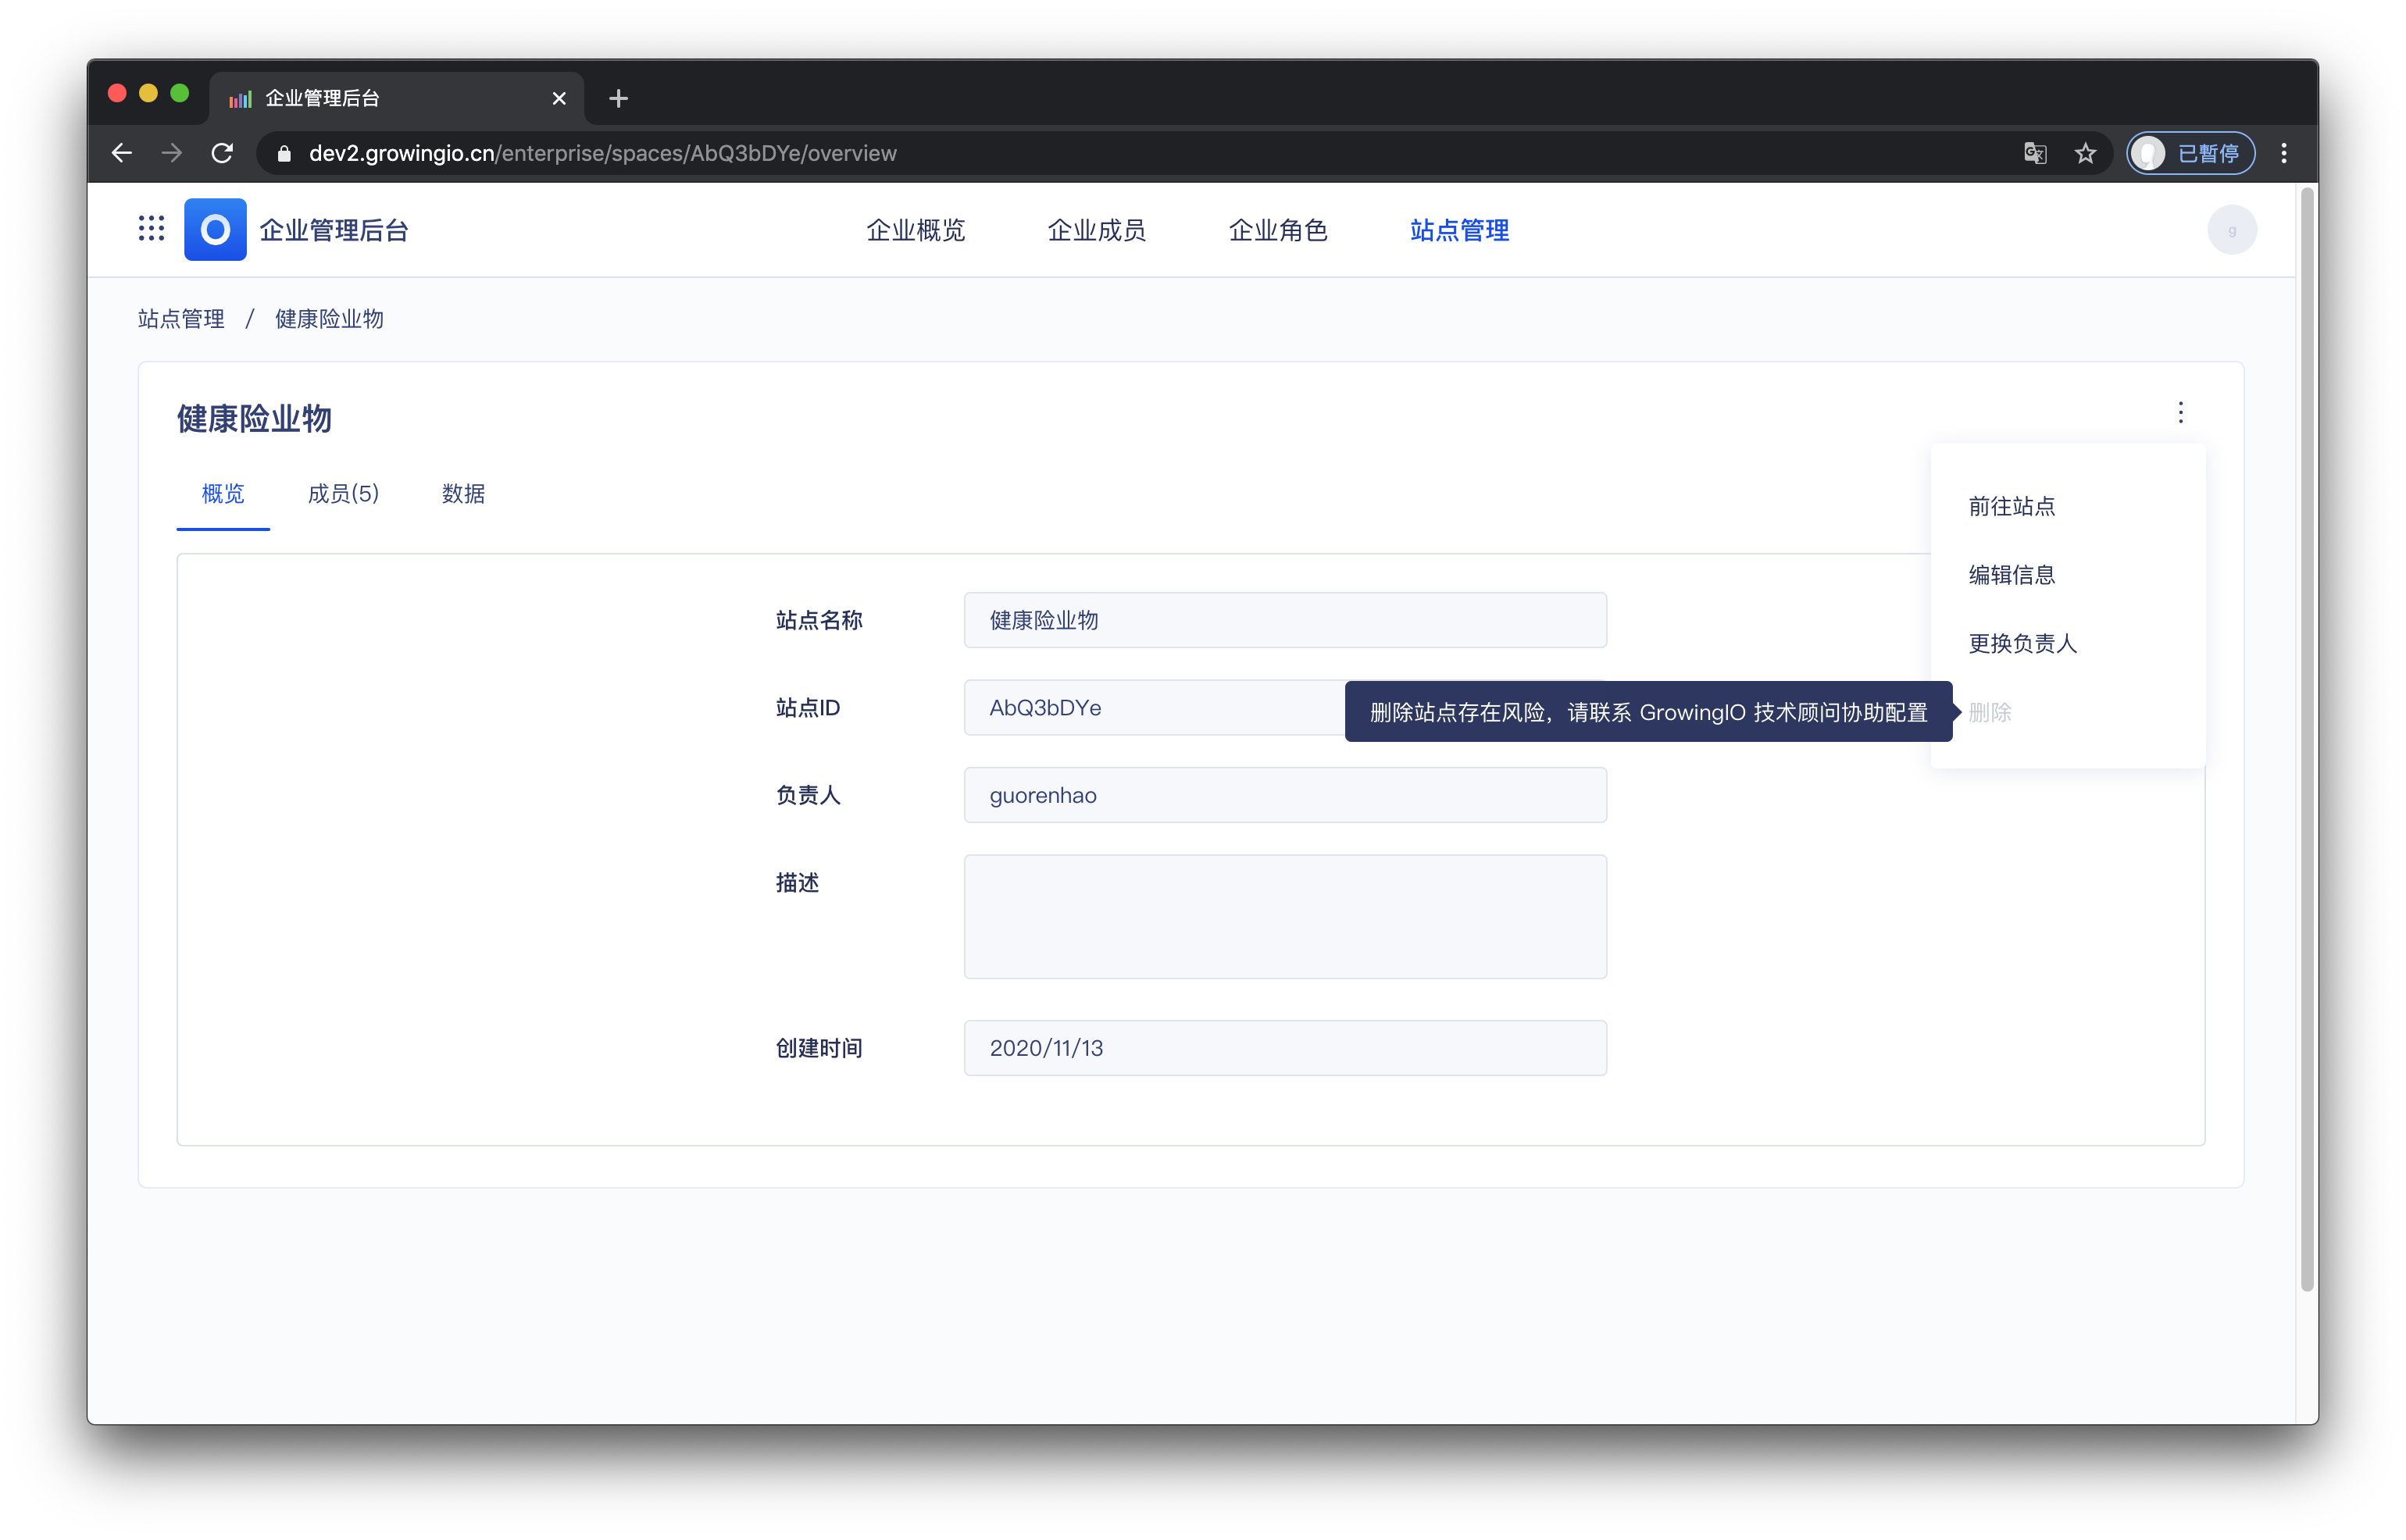 企业管理后台
dev2.growingio.cn/enterprise/spaces/AbQ3bDYe/overview
已暂停
企业管理后台
企业概览
企业成员
企业角色
站点管理
g
站点管理 / 健康险业物
健康险业物
概览
成员(5)
数据
前往站点
编辑信息
更换负责人
删除
删除站点存在风险，请联系 GrowingIO 技术顾问协助配置
站点名称
健康险业物
站点ID
AbQ3bDYe
负责人
guorenhao
描述
创建时间
2020/11/13